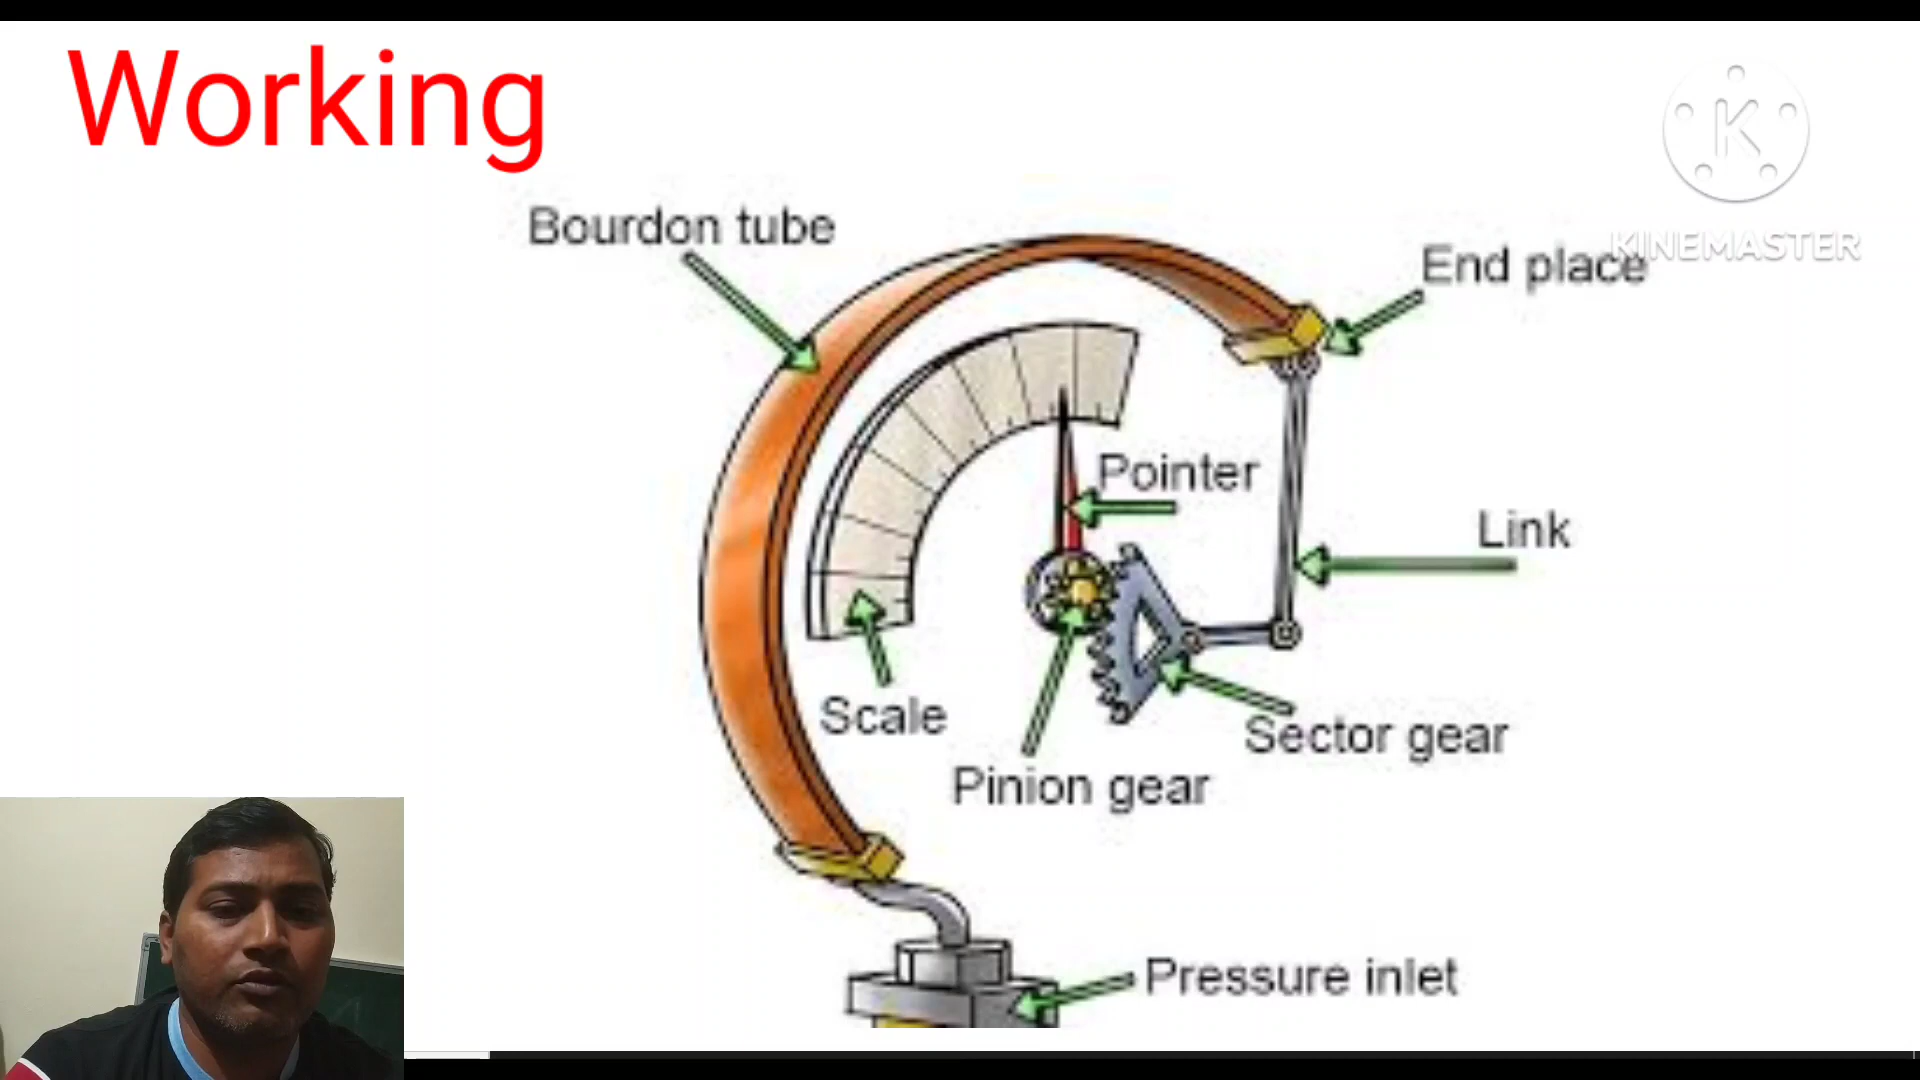 Working
Bourdon tube
K
KINEMASTER
End place
Pointer
Link
Scale
Sector gear
Pinion gear
Pressure inlet